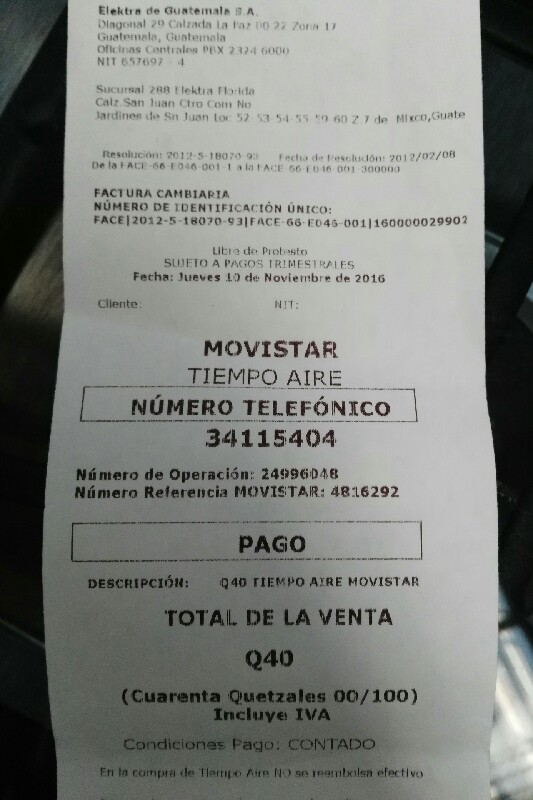 Elektra de Guatemala S.A.
Diagonal 29 Calzada La Paz 00 22 Zona 17
Guatemala, Guatemala
Oficinas Centrales PBX 2324 6000
NIT 657697 - 4
Sucursal 288 Elektra Florida
Calz.San Juan Ctro Com No
Jardines de Sn Juan Loc 52 53 54 55 59 60 Z 7 de Mixco,Guate
Resolución: 2012-5-18070-93 Fecha de Resolución: 2012/02/08
De la FACE-66-E046-001-1 a la FACE-66-E046-001-300000
FACTURA CAMBIARIA
NÚMERO DE IDENTIFICACIÓN ÚNICO:
FACE|2012-5-18070-93|FACE-66-E046-001|160000029902
Libre de Protesto
SUJETO A PAGOS TRIMESTRALES
Fecha: Jueves 10 de Noviembre de 2016
Cliente: NIT:
MOVISTAR
TIEMPO AIRE
NÚMERO TELEFÓNICO
34115404
Número de Operación: 24996048
Número Referencia MOVISTAR: 4816292
PAGO
DESCRIPCIÓN: Q40 TIEMPO AIRE MOVISTAR
TOTAL DE LA VENTA
Q40
(Cuarenta Quetzales 00/100)
Incluye IVA
Condiciones Pago: CONTADO
En la compra de Tiempo Aire NO se reembolsa efectivo